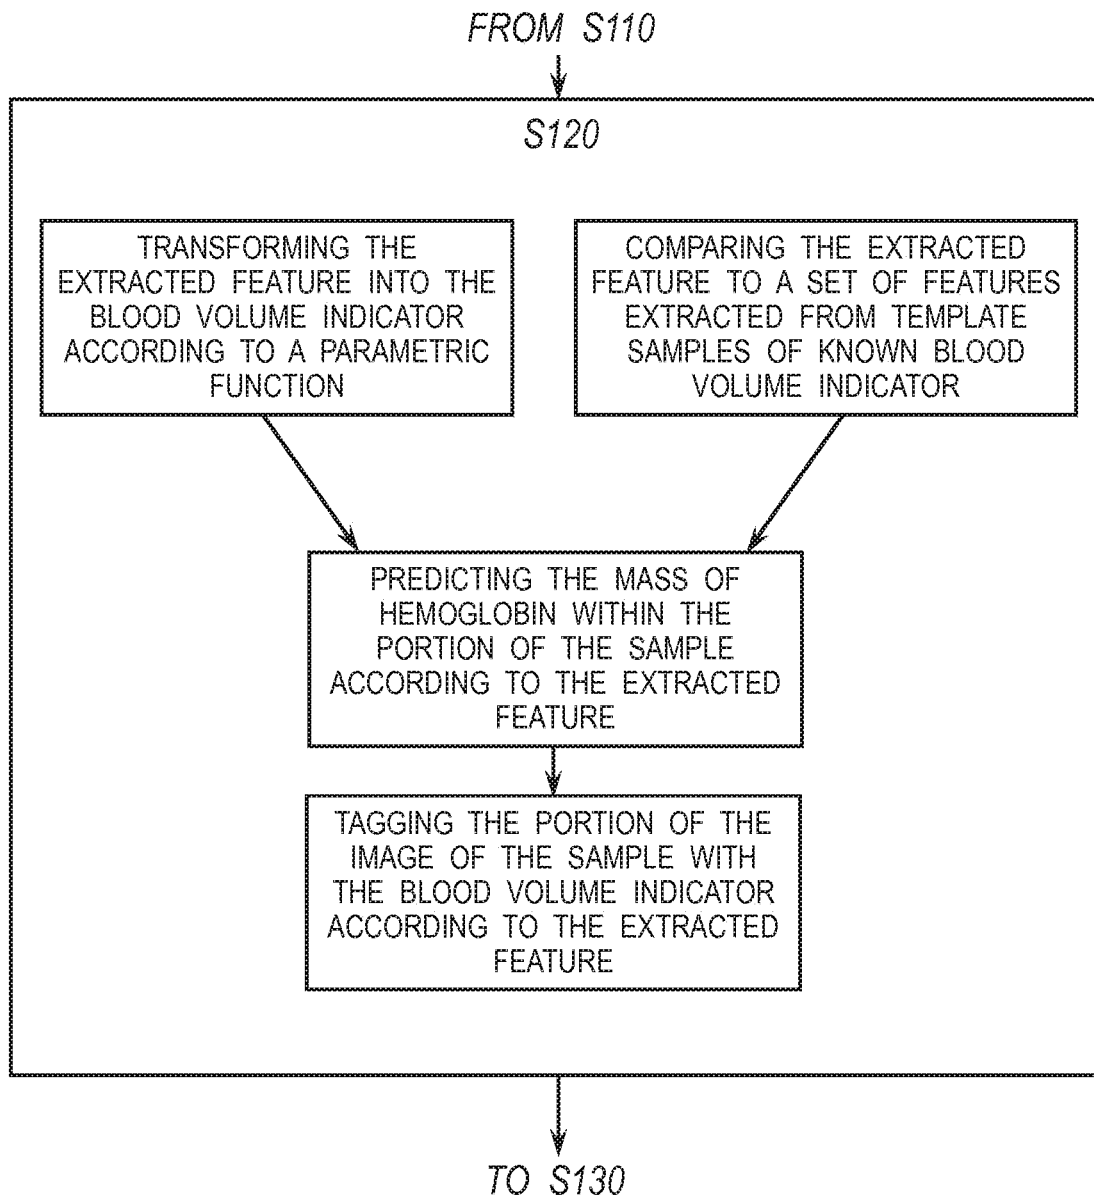 FROM S110
S120
TRANSFORMING THE
EXTRACTED FEATURE INTO THE
BLOOD VOLUME INDICATOR
ACCORDING TO A PARAMETRIC
FUNCTION
COMPARING THE EXTRACTED
FEATURE TO A SET OF FEATURES
EXTRACTED FROM TEMPLATE
SAMPLES OF KNOWN BLOOD
VOLUME INDICATOR
PREDICTING THE MASS OF
HEMOGLOBIN WITHIN THE
PORTION OF THE SAMPLE
ACCORDING TO THE EXTRACTED
FEATURE
TAGGING THE PORTION OF THE
IMAGE OF THE SAMPLE WITH
THE BLOOD VOLUME INDICATOR
ACCORDING TO THE EXTRACTED
FEATURE
TO S130